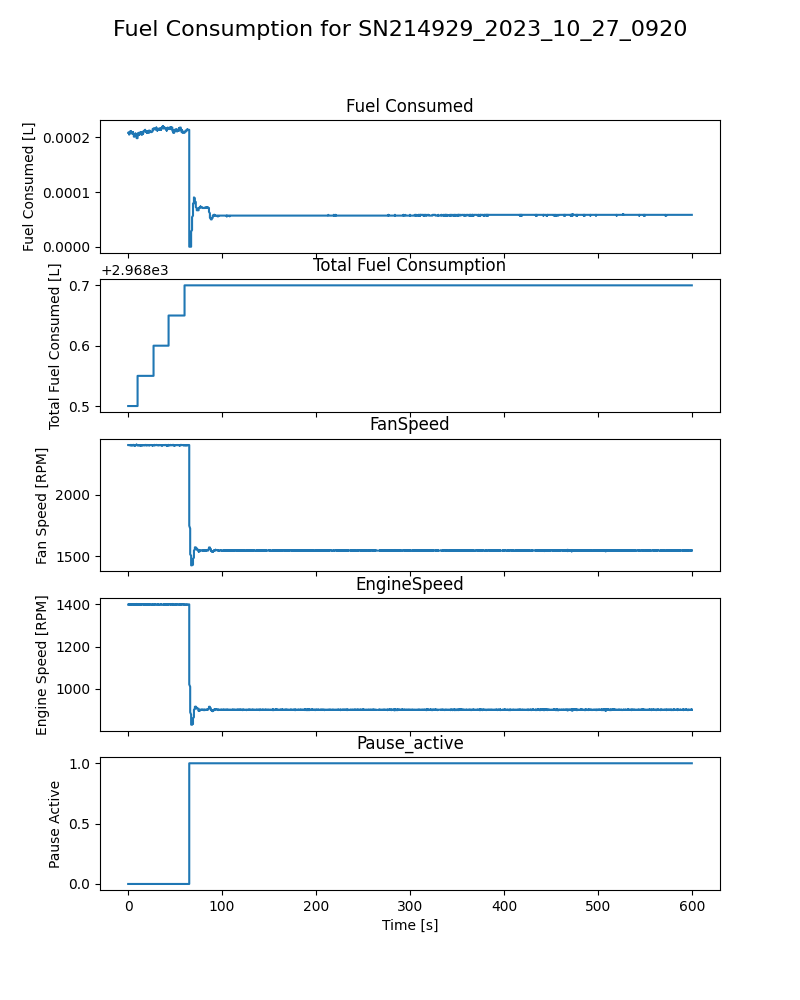 Fuel Consumption for SN214929_2023_10_27_0920
Fuel Consumed
Fuel Consumed [L]
0.0002
0.0001
0.0000
+2.968e3
Total Fuel Consumption
Total Fuel Consumed [L]
0.7
0.6
0.5
FanSpeed
Fan Speed [RPM]
2000
1500
EngineSpeed
Engine Speed [RPM]
1400
1200
1000
Pause_active
Pause Active
1.0
0.5
0.0
0 100 200 300 400 500 600
Time [s]